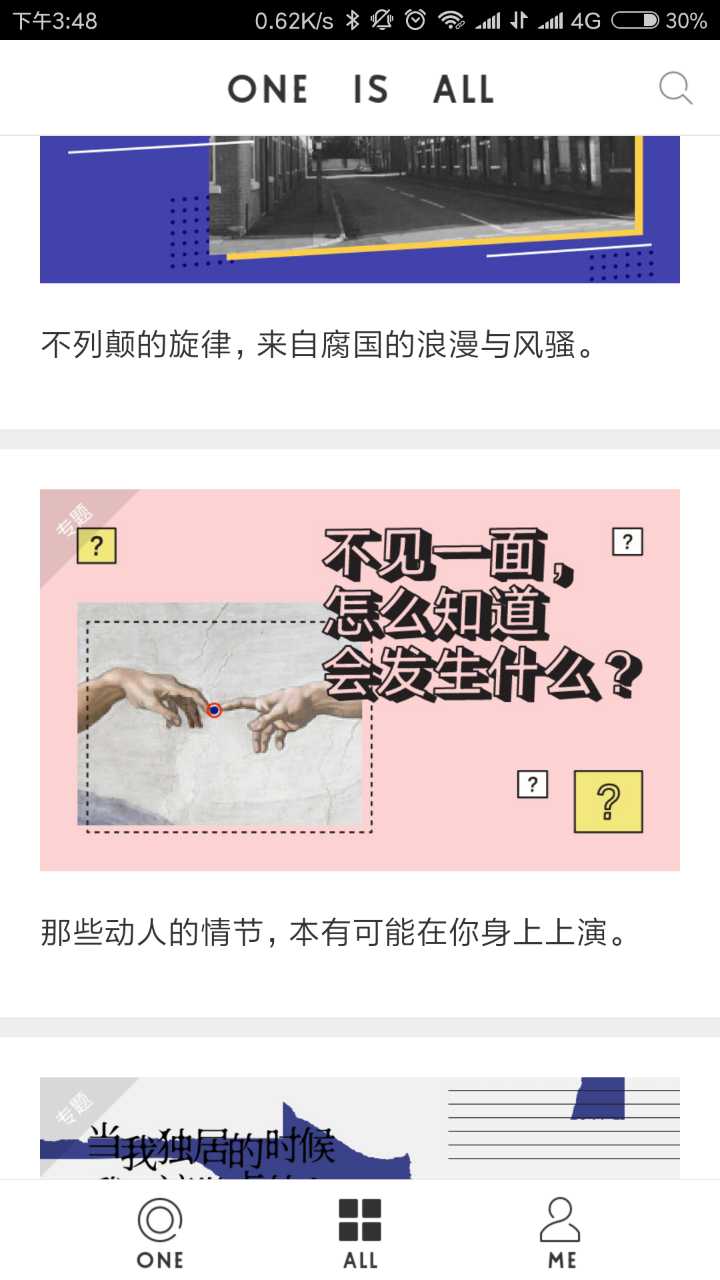 下午3:48 0.62K/s 4G 30%
ONE IS ALL
不列颠的旋律，来自腐国的浪漫与风骚。
专题
?
?
不见一面，
怎么知道
会发生什么？
?
?
那些动人的情节，本有可能在你身上上演。
专题
当我独居的时候
ONE ALL ME